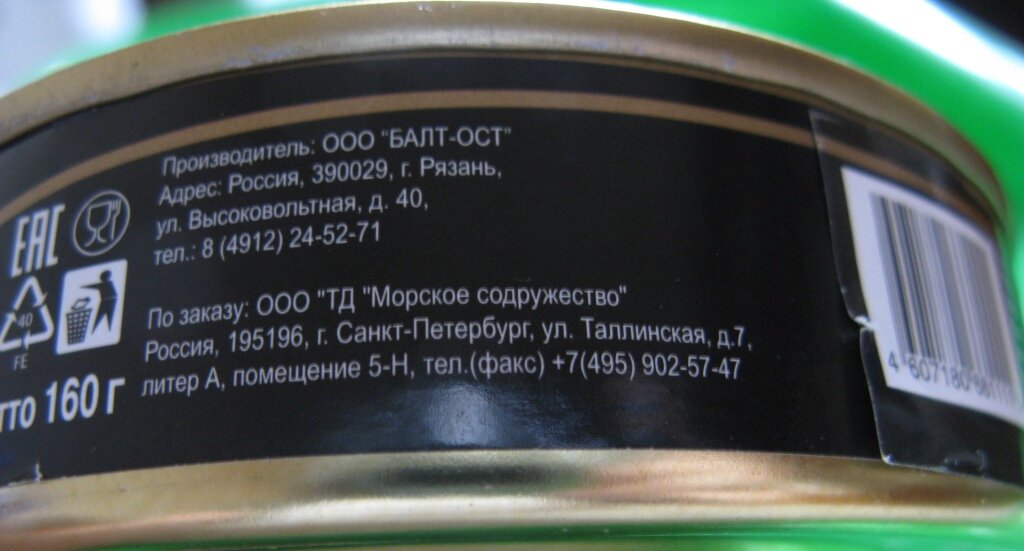 Производитель: ООО "БАЛТ-ОСТ"
Адрес: Россия, 390029, г. Рязань,
ул. Высоковольтная, д. 40,
тел.: 8 (4912) 24-52-71
EAC
По заказу: ООО "ТД "Морское содружество"
Россия, 195196, г. Санкт-Петербург, ул. Таллинская, д.7,
литер А, помещение 5-Н, тел.(факс) +7(495) 902-57-47
40
FE
160 г
4 607180